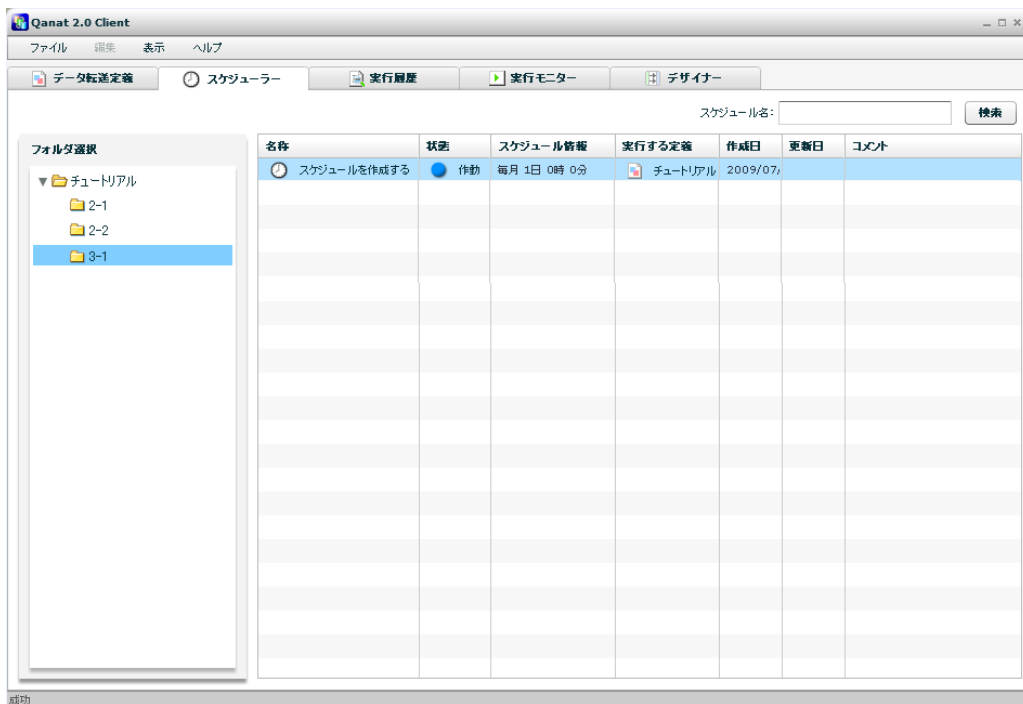 Qanat 2.0 Client
ファイル 編集 表示 ヘルプ
データ転送定義 スケジューラー 実行履歴 実行モニター デザイナー
スケジュール名: 検索
フォルダ選択
チュートリアル
2-1
2-2
3-1
名称 状態 スケジュール情報 実行する定義 作成日 更新日 コメント
スケジュールを作成する 作動 毎月 1日 0時 0分 チュートリアル 2009/07/
成功